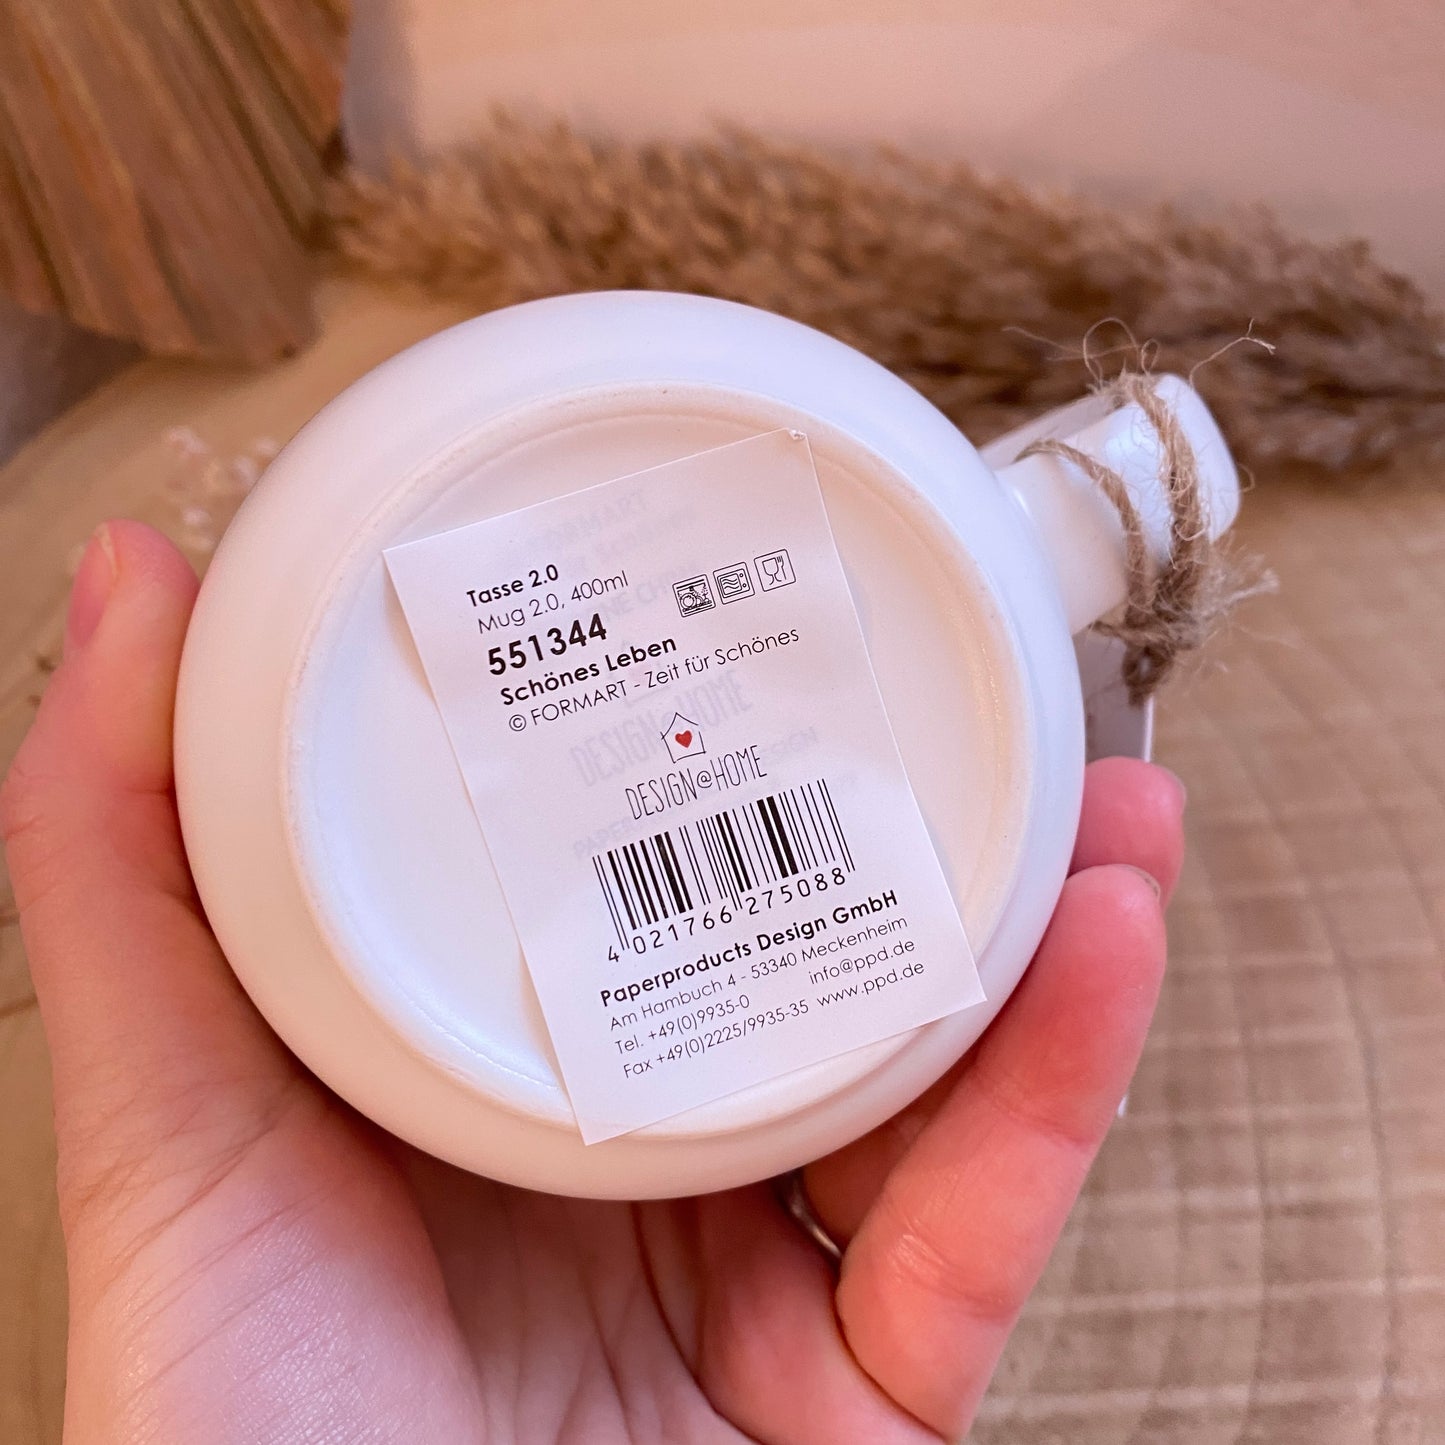 Tasse 2.0
Mug 2.0, 400ml
551344
Schönes Leben
© FORMART - Zeit für Schönes
DESIGN@HOME
4 021766 275088
Paperproducts Design GmbH
Am Hambuch 4 - 53340 Meckenheim
Tel. +49(0)9935-0 info@ppd.de
Fax +49(0)2225/9935-35 www.ppd.de